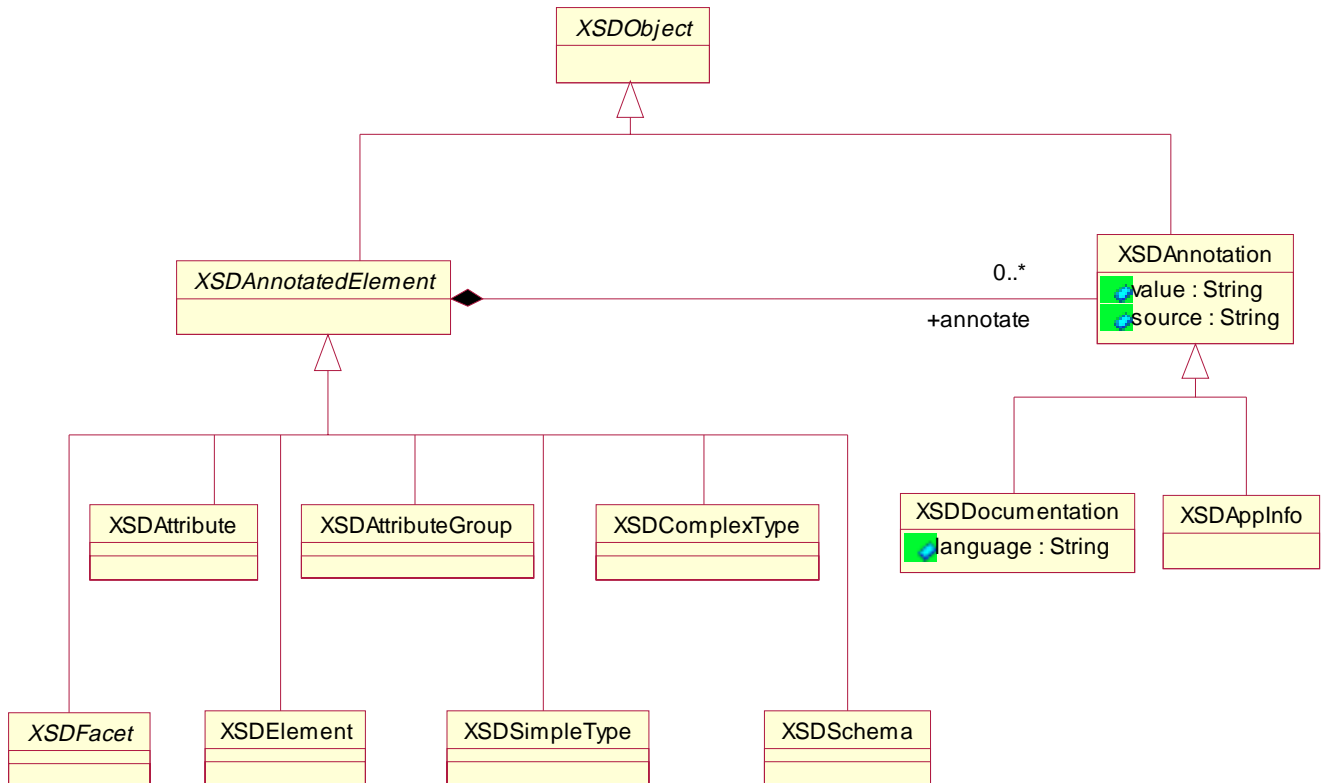 XSDObject
XSDAnnotatedElement
0..*
+annotate
XSDAnnotation
value : String
source : String
XSDAttribute
XSDAttributeGroup
XSDComplexType
XSDDocumentation
language : String
XSDAppInfo
XSDFacet
XSDElement
XSDSimpleType
XSDSchema